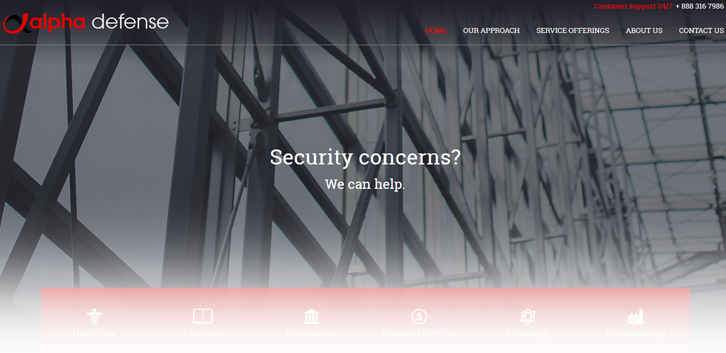 Customer support 24/7 + 888 316 7986
alpha defense
HOME OUR APPROACH SERVICE OFFERINGS ABOUT US CONTACT US
Security concerns?
We can help.
Healthcare Education Government Financial Services Technology Manufacturing